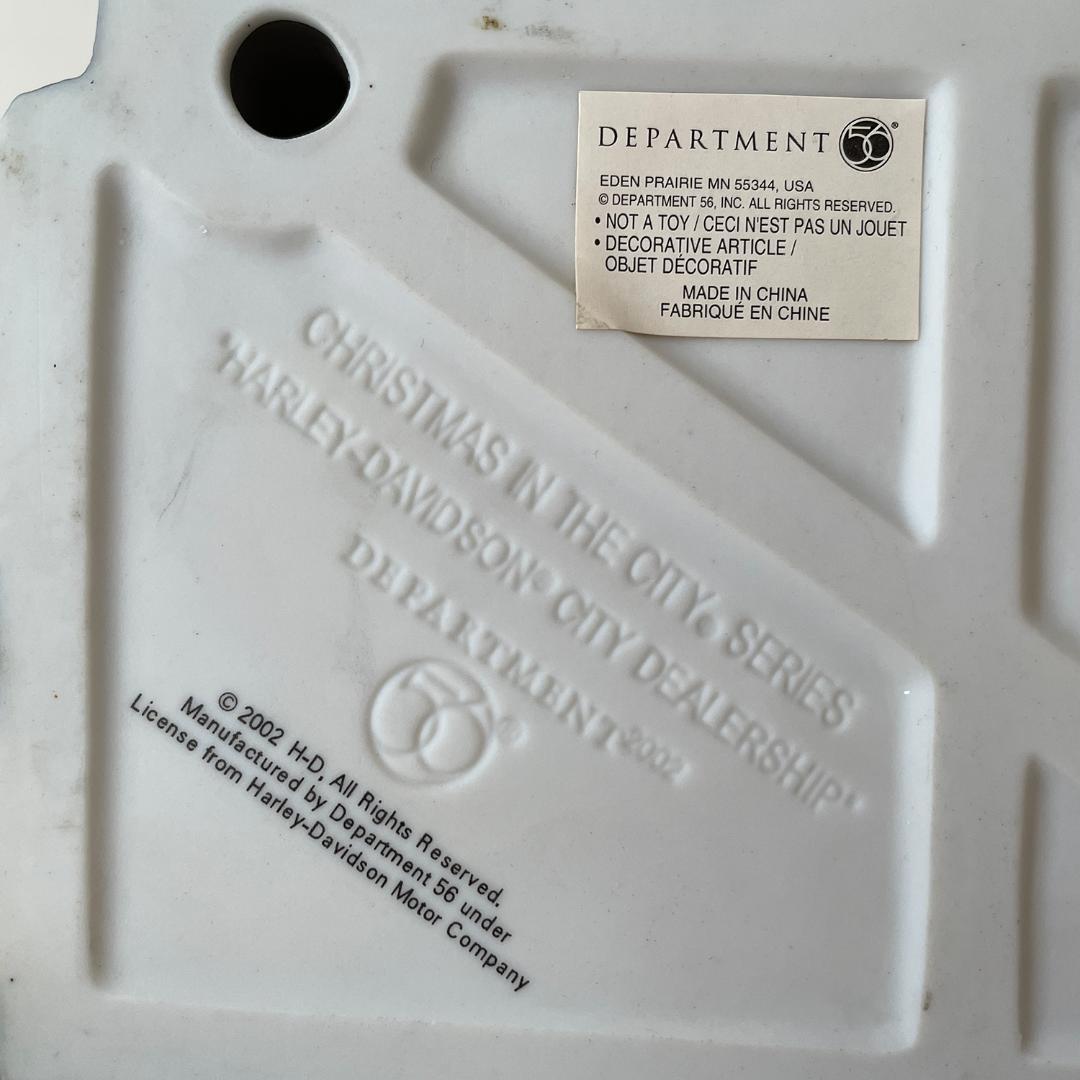 DEPARTMENT 56®
EDEN PRAIRIE MN 55344, USA
© DEPARTMENT 56, INC. ALL RIGHTS RESERVED.
• NOT A TOY / CECI N'EST PAS UN JOUET
• DECORATIVE ARTICLE /
OBJET DÉCORATIF
MADE IN CHINA
FABRIQUÉ EN CHINE
CHRISTMAS IN THE CITY® SERIES
"HARLEY-DAVIDSON® CITY DEALERSHIP"
DEPARTMENT 2002
56®
© 2002 H-D, All Rights Reserved.
Manufactured by Department 56 under
License from Harley-Davidson Motor Company